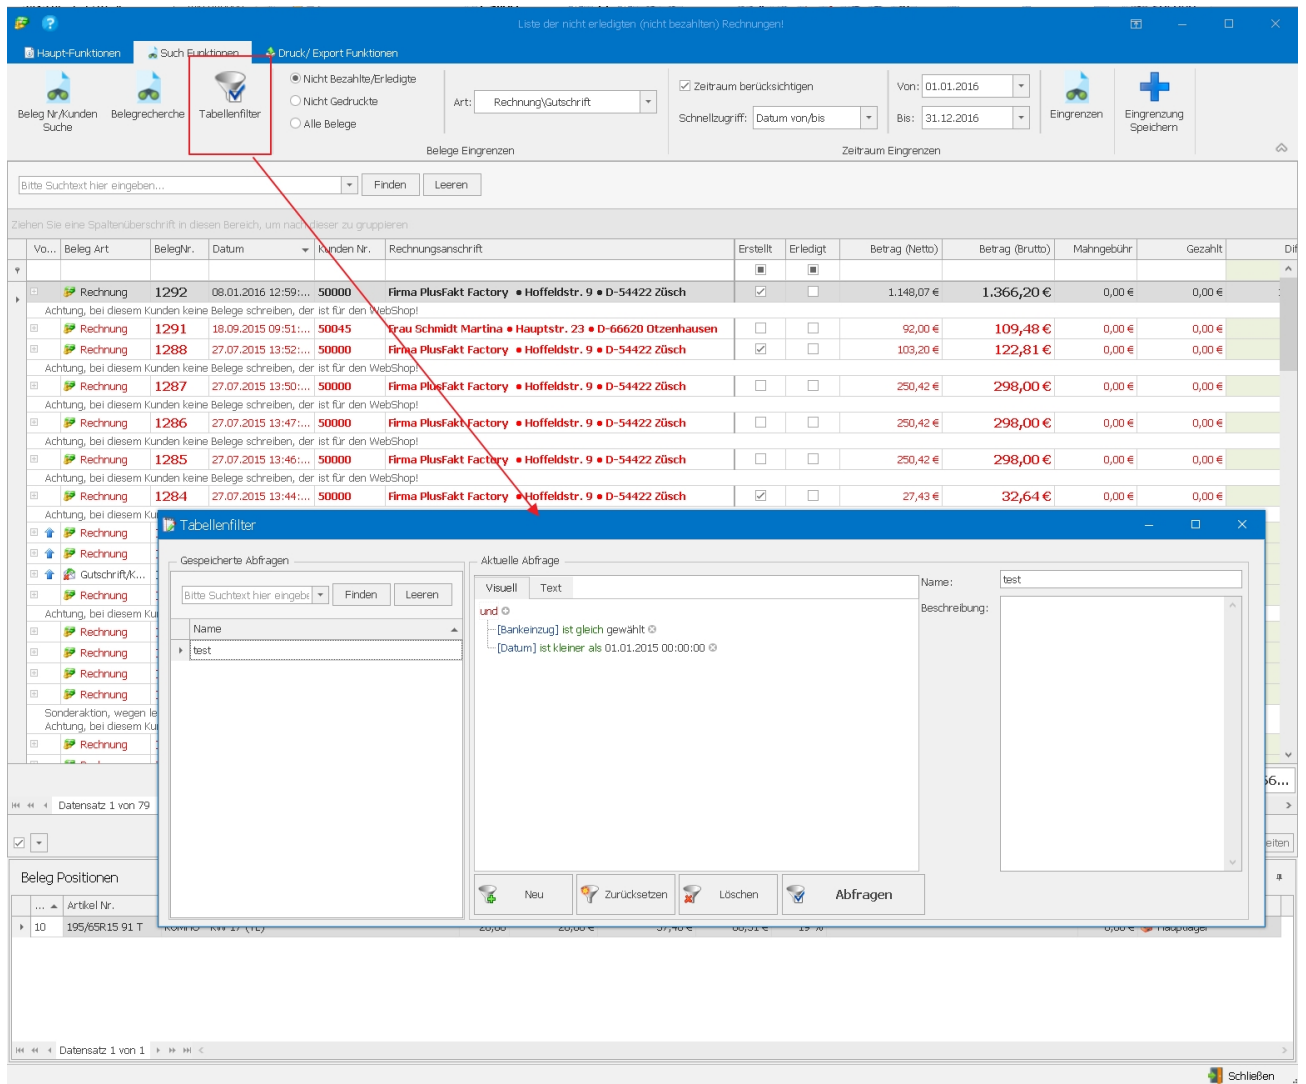 Liste der nicht erledigten (nicht bezahlten) Rechnungen!
Haupt-Funktionen Such Funktionen Druck/ Export Funktionen
Beleg Nr/Kunden Suche
Belegrecherche
Tabellenfilter
Nicht Bezahlte/Erledigte
Nicht Gedruckte
Alle Belege
Art: Rechnung\Gutschrift
Belege Eingrenzen
Zeitraum berücksichtigen
Schnellzugriff: Datum von/bis
Von: 01.01.2016
Bis: 31.12.2016
Eingrenzen
Eingrenzung Speichern
Zeitraum Eingrenzen
Bitte Suchtext hier eingeben... Finden Leeren
Ziehen Sie eine Spaltenüberschrift in diesen Bereich, um nach dieser zu gruppieren
Vo... Beleg Art BelegNr. Datum Kunden Nr. Rechnungsanschrift Erstellt Erledigt Betrag (Netto) Betrag (Brutto) Mahngebühr Gezahlt Dif
Rechnung 1292 08.01.2016 12:59:... 50000 Firma PlusFakt Factory • Hoffeldstr. 9 • D-54422 Züsch 1.148,07 € 1.366,20 € 0,00 € 0,00 €
Achtung, bei diesem Kunden keine Belege schreiben, der ist für den WebShop!
Rechnung 1291 18.09.2015 09:51:... 50045 Frau Schmidt Martina • Hauptstr. 23 • D-66620 Otzenhausen 92,00 € 109,48 € 0,00 € 0,00 €
Rechnung 1288 27.07.2015 13:52:... 50000 Firma PlusFakt Factory • Hoffeldstr. 9 • D-54422 Züsch 103,20 € 122,81 € 0,00 € 0,00 €
Achtung, bei diesem Kunden keine Belege schreiben, der ist für den WebShop!
Rechnung 1287 27.07.2015 13:50:... 50000 Firma PlusFakt Factory • Hoffeldstr. 9 • D-54422 Züsch 250,42 € 298,00 € 0,00 € 0,00 €
Achtung, bei diesem Kunden keine Belege schreiben, der ist für den WebShop!
Rechnung 1286 27.07.2015 13:47:... 50000 Firma PlusFakt Factory • Hoffeldstr. 9 • D-54422 Züsch 250,42 € 298,00 € 0,00 € 0,00 €
Achtung, bei diesem Kunden keine Belege schreiben, der ist für den WebShop!
Rechnung 1285 27.07.2015 13:46:... 50000 Firma PlusFakt Factory • Hoffeldstr. 9 • D-54422 Züsch 250,42 € 298,00 € 0,00 € 0,00 €
Achtung, bei diesem Kunden keine Belege schreiben, der ist für den WebShop!
Rechnung 1284 27.07.2015 13:44:... 50000 Firma PlusFakt Factory • Hoffeldstr. 9 • D-54422 Züsch 27,43 € 32,64 € 0,00 € 0,00 €
Achtung, bei diesem Ku
Rechnung
Rechnung
Gutschrift/K...
Rechnung
Achtung, bei diesem Ku
Rechnung
Rechnung
Rechnung
Rechnung
Sonderaktion, wegen le
Achtung, bei diesem Ku
Rechnung
Tabellenfilter
Gespeicherte Abfragen
Bitte Suchtext hier eingebe Finden Leeren
Name
test
Aktuelle Abfrage
Visuell Text
und
[Bankeinzug] ist gleich gewählt
[Datum] ist kleiner als 01.01.2015 00:00:00
Name: test
Beschreibung:
Neu Zurücksetzen Löschen Abfragen
Datensatz 1 von 79
56...
eiten
Beleg Positionen
... Artikel Nr.
10 195/65R15 91 T
Datensatz 1 von 1
Schließen